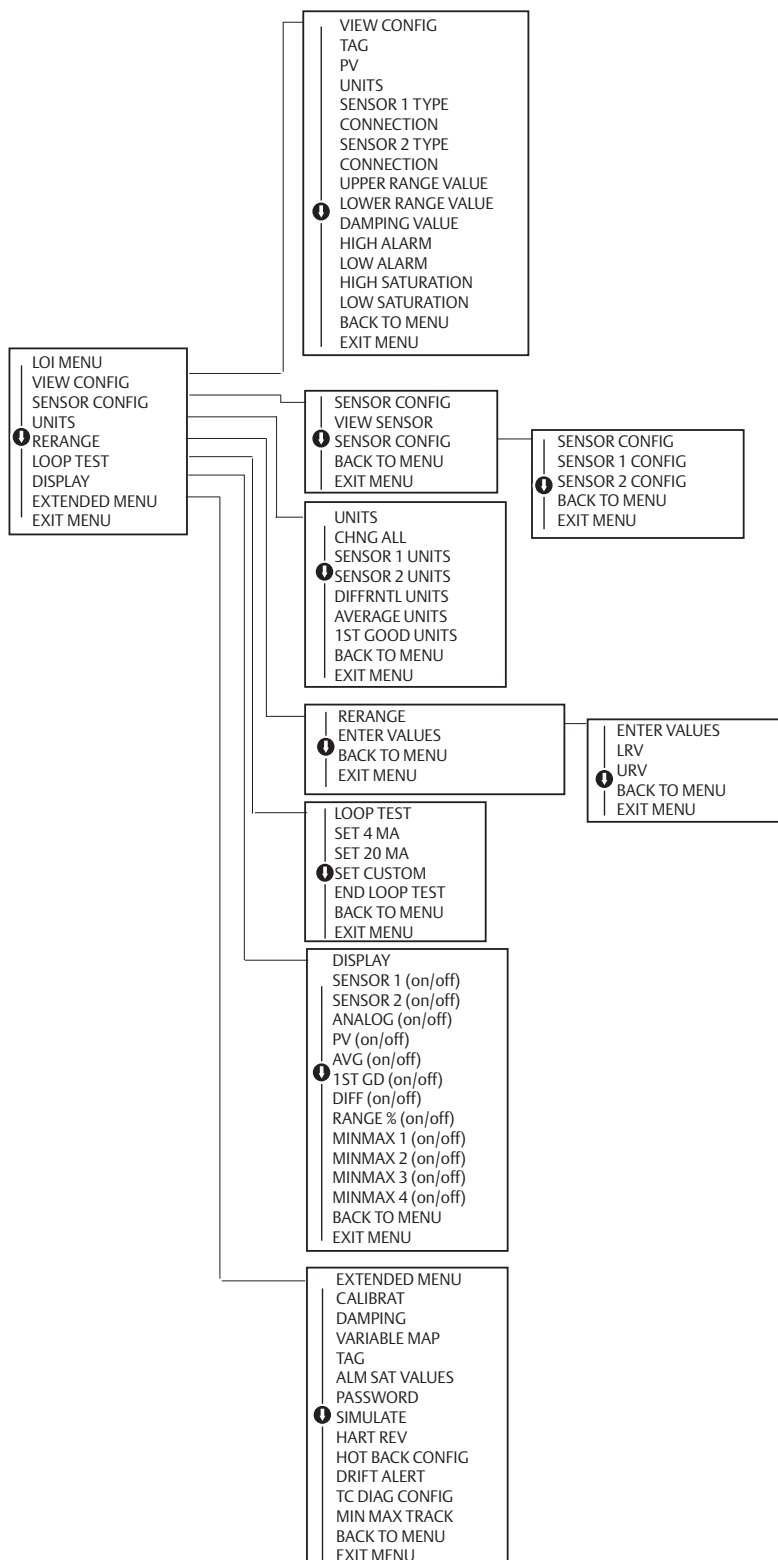 VIEW CONFIG
TAG
PV
UNITS
SENSOR 1 TYPE
CONNECTION
SENSOR 2 TYPE
CONNECTION
UPPER RANGE VALUE
LOWER RANGE VALUE
DAMPING VALUE
HIGH ALARM
LOW ALARM
HIGH SATURATION
LOW SATURATION
BACK TO MENU
EXIT MENU
LOI MENU
VIEW CONFIG
SENSOR CONFIG
UNITS
RERANGE
LOOP TEST
DISPLAY
EXTENDED MENU
EXIT MENU
SENSOR CONFIG
VIEW SENSOR
SENSOR CONFIG
BACK TO MENU
EXIT MENU
SENSOR CONFIG
SENSOR 1 CONFIG
SENSOR 2 CONFIG
BACK TO MENU
EXIT MENU
UNITS
CHNG ALL
SENSOR 1 UNITS
SENSOR 2 UNITS
DIFFRNTL UNITS
AVERAGE UNITS
1ST GOOD UNITS
BACK TO MENU
EXIT MENU
RERANGE
ENTER VALUES
BACK TO MENU
EXIT MENU
ENTER VALUES
LRV
URV
BACK TO MENU
EXIT MENU
LOOP TEST
SET 4 MA
SET 20 MA
SET CUSTOM
END LOOP TEST
BACK TO MENU
EXIT MENU
DISPLAY
SENSOR 1 (on/off)
SENSOR 2 (on/off)
ANALOG (on/off)
PV (on/off)
AVG (on/off)
1ST GD (on/off)
DIFF (on/off)
RANGE % (on/off)
MINMAX 1 (on/off)
MINMAX 2 (on/off)
MINMAX 3 (on/off)
MINMAX 4 (on/off)
BACK TO MENU
EXIT MENU
EXTENDED MENU
CALIBRAT
DAMPING
VARIABLE MAP
TAG
ALM SAT VALUES
PASSWORD
SIMULATE
HART REV
HOT BACK CONFIG
DRIFT ALERT
TC DIAG CONFIG
MIN MAX TRACK
BACK TO MENU
EXIT MENU